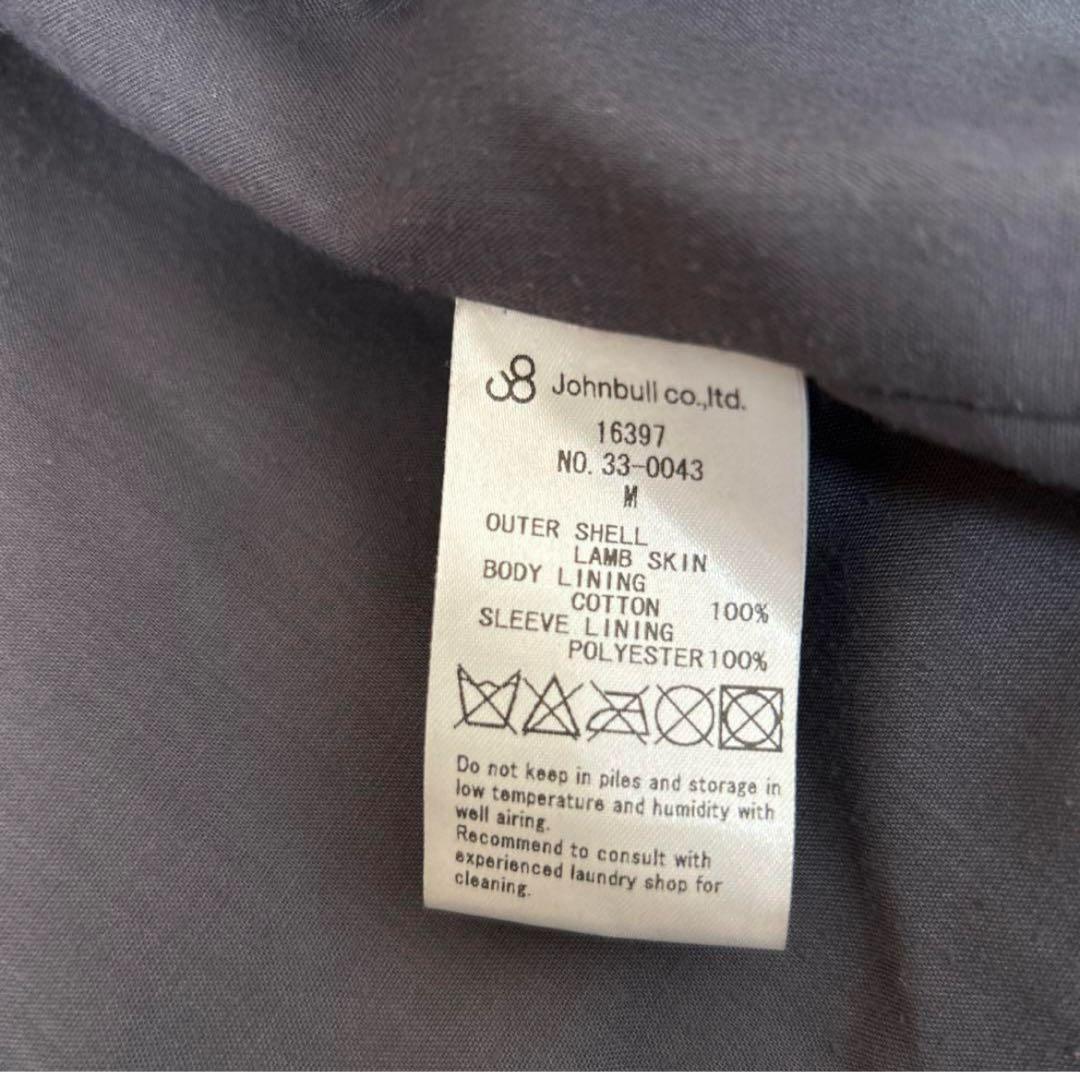 Johnbull co.,ltd.
16397
NO. 33-0043
M
OUTER SHELL
LAMB SKIN
BODY LINING
COTTON 100%
SLEEVE LINING
POLYESTER 100%
Do not keep in piles and storage in
low temperature and humidity with
well airing.
Recommend to consult with
experienced laundry shop for
cleaning.